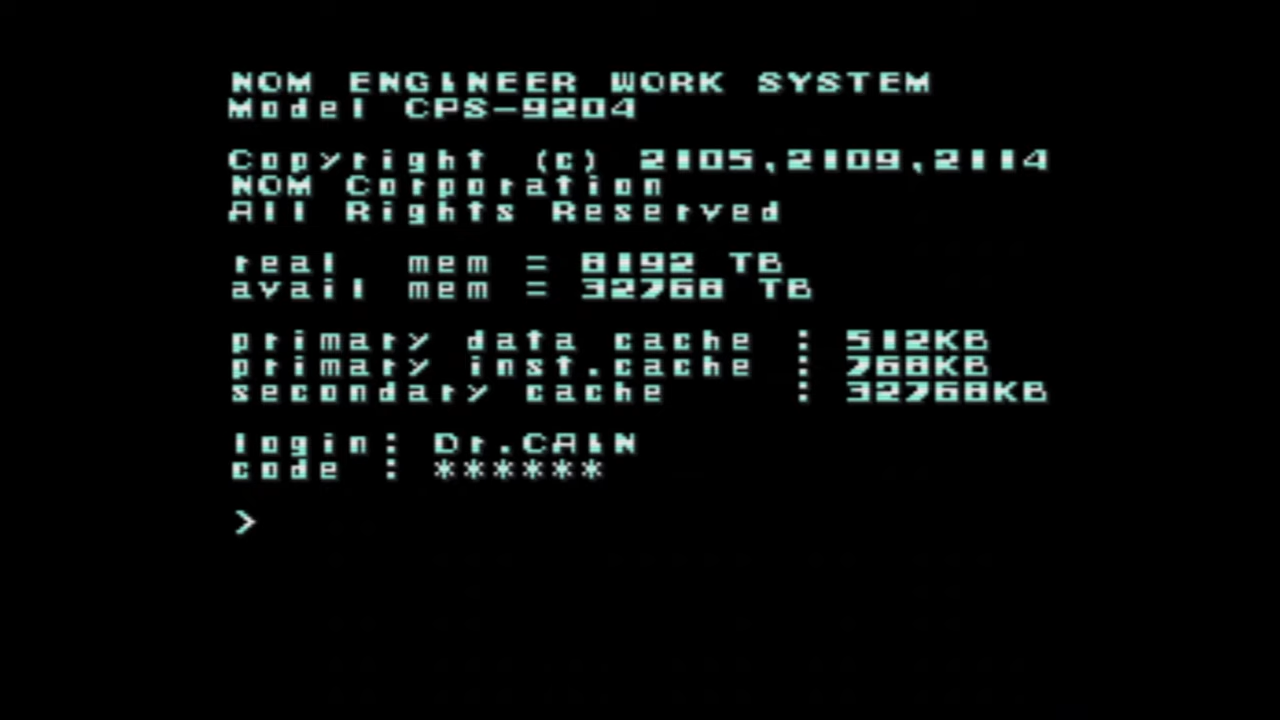 NOM ENGINEER WORK SYSTEM
Model CPS-9204
Copyright (c) 2105,2109,2114
NOM Corporation
All Rights Reserved
real mem = 8192 TB
avail mem = 32768 TB
primary data cache : 512KB
primary inst.cache : 768KB
secondary cache : 32768KB
login: Dr.CAIN
code : ******
>